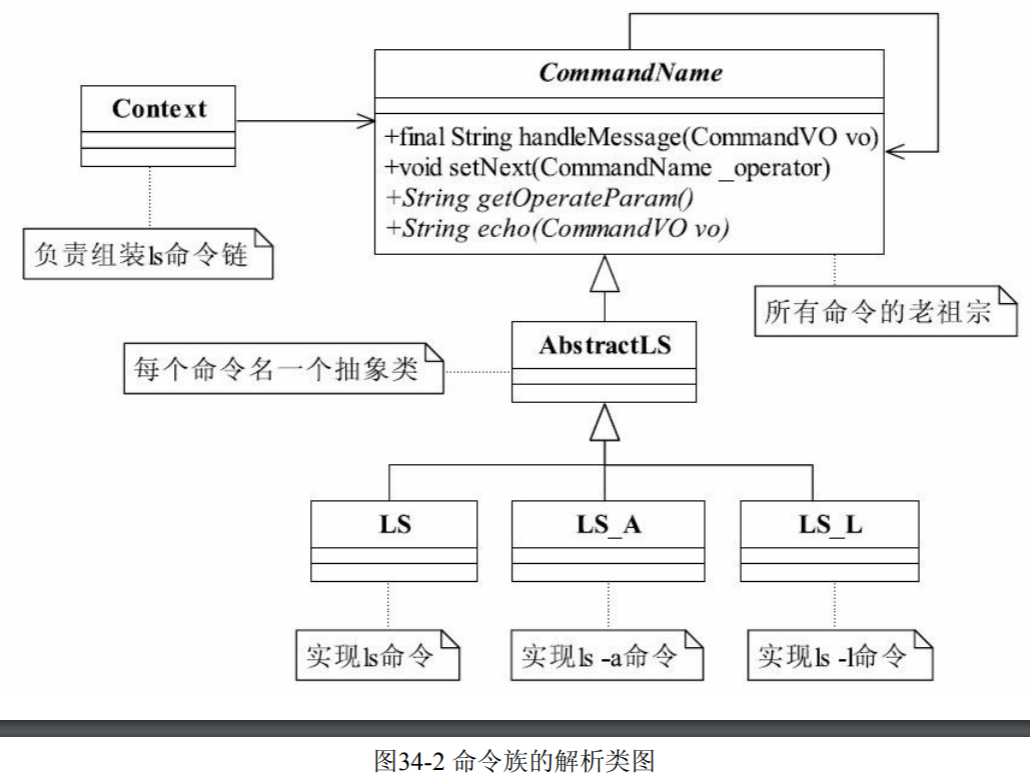 CommandName
+final String handleMessage(CommandVO vo)
+void setNext(CommandName _operator)
+String getOperateParam()
+String echo(CommandVO vo)
Context
负责组装ls命令链
所有命令的老祖宗
AbstractLS
每个命令名一个抽象类
LS
LS_A
LS_L
实现ls命令
实现ls -a命令
实现ls -l命令
图34-2 命令族的解析类图